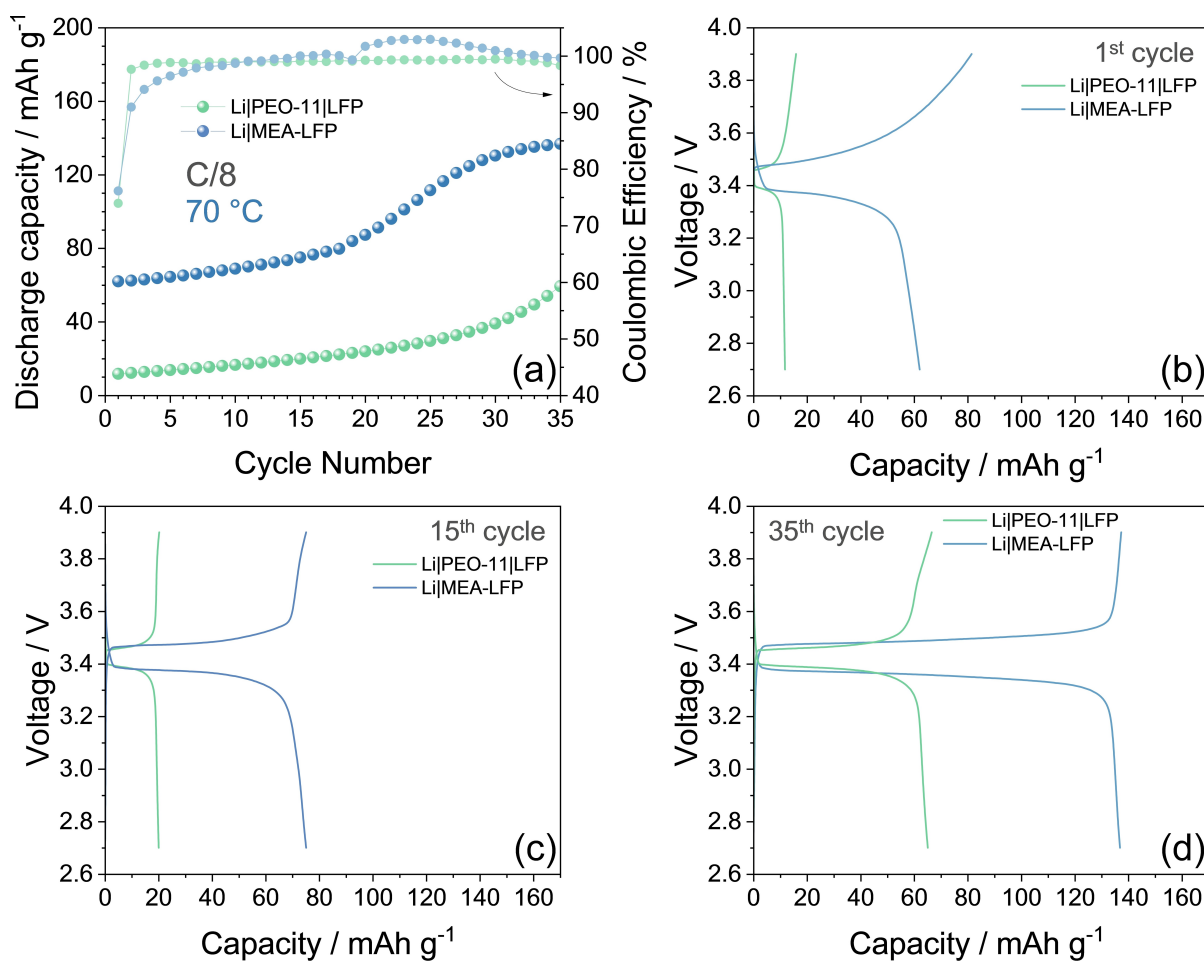 Discharge capacity / mAh g⁻¹
200
180
160
140
120
100
80
60
40
20
0
Li|PEO-11|LFP
Li|MEA-LFP
C/8
70 °C
(a)
100
90
80
70
60
50
40
Coulombic Efficiency / %
0 5 10 15 20 25 30 35
Cycle Number
Voltage / V
4.0
3.8
3.6
3.4
3.2
3.0
2.8
2.6
1st cycle
Li|PEO-11|LFP
Li|MEA-LFP
(b)
0 20 40 60 80 100 120 140 160
Capacity / mAh g⁻¹
Voltage / V
4.0
3.8
3.6
3.4
3.2
3.0
2.8
2.6
15th cycle
Li|PEO-11|LFP
Li|MEA-LFP
(c)
0 20 40 60 80 100 120 140 160
Capacity / mAh g⁻¹
Voltage / V
4.0
3.8
3.6
3.4
3.2
3.0
2.8
2.6
35th cycle
Li|PEO-11|LFP
Li|MEA-LFP
(d)
0 20 40 60 80 100 120 140 160
Capacity / mAh g⁻¹